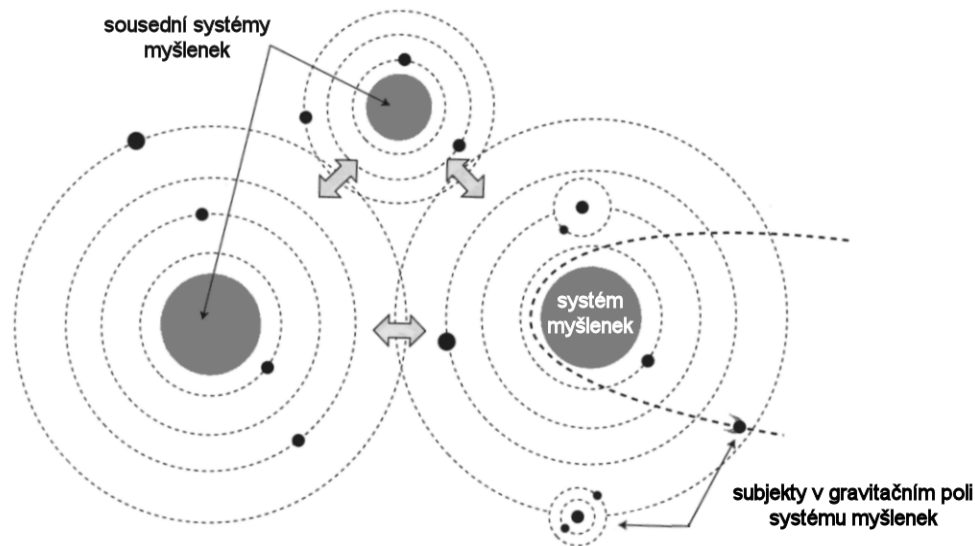 sousední systémy
myšlenek
systém
myšlenek
subjekty v gravitačním poli
systému myšlenek